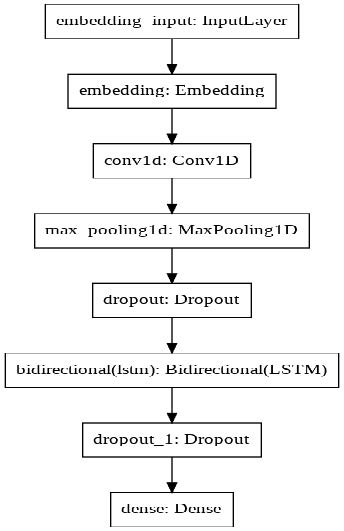 embedding_input: InputLayer
embedding: Embedding
conv1d: Conv1D
max_pooling1d: MaxPooling1D
dropout: Dropout
bidirectional(lstm): Bidirectional(LSTM)
dropout_1: Dropout
dense: Dense